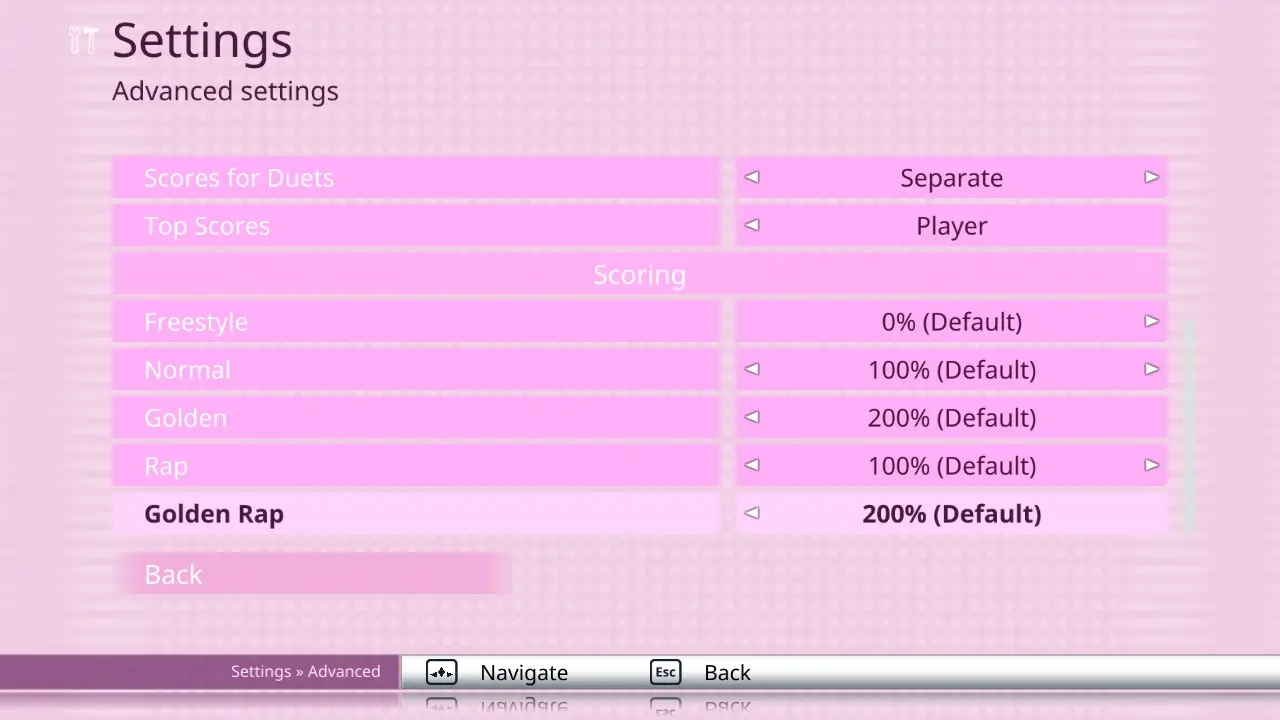 Settings
Advanced settings
Scores for Duets Separate
Top Scores Player
Scoring
Freestyle 0% (Default)
Normal 100% (Default)
Golden 200% (Default)
Rap 100% (Default)
Golden Rap 200% (Default)
Back
Settings » Advanced Navigate Esc Back